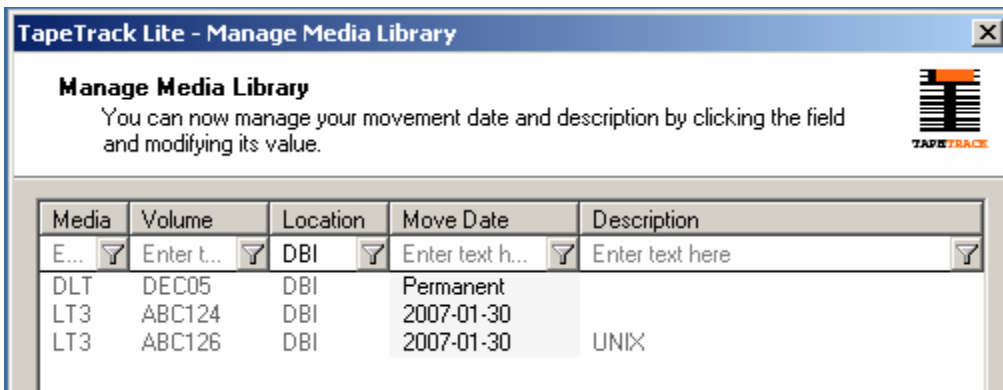 TapeTrack Lite - Manage Media Library
Manage Media Library
You can now manage your movement date and description by clicking the field
and modifying its value.
TAPETRACK
Media Volume Location Move Date Description
E... Enter t... DBI Enter text h... Enter text here
DLT DEC05 DBI Permanent
LT3 ABC124 DBI 2007-01-30
LT3 ABC126 DBI 2007-01-30 UNIX